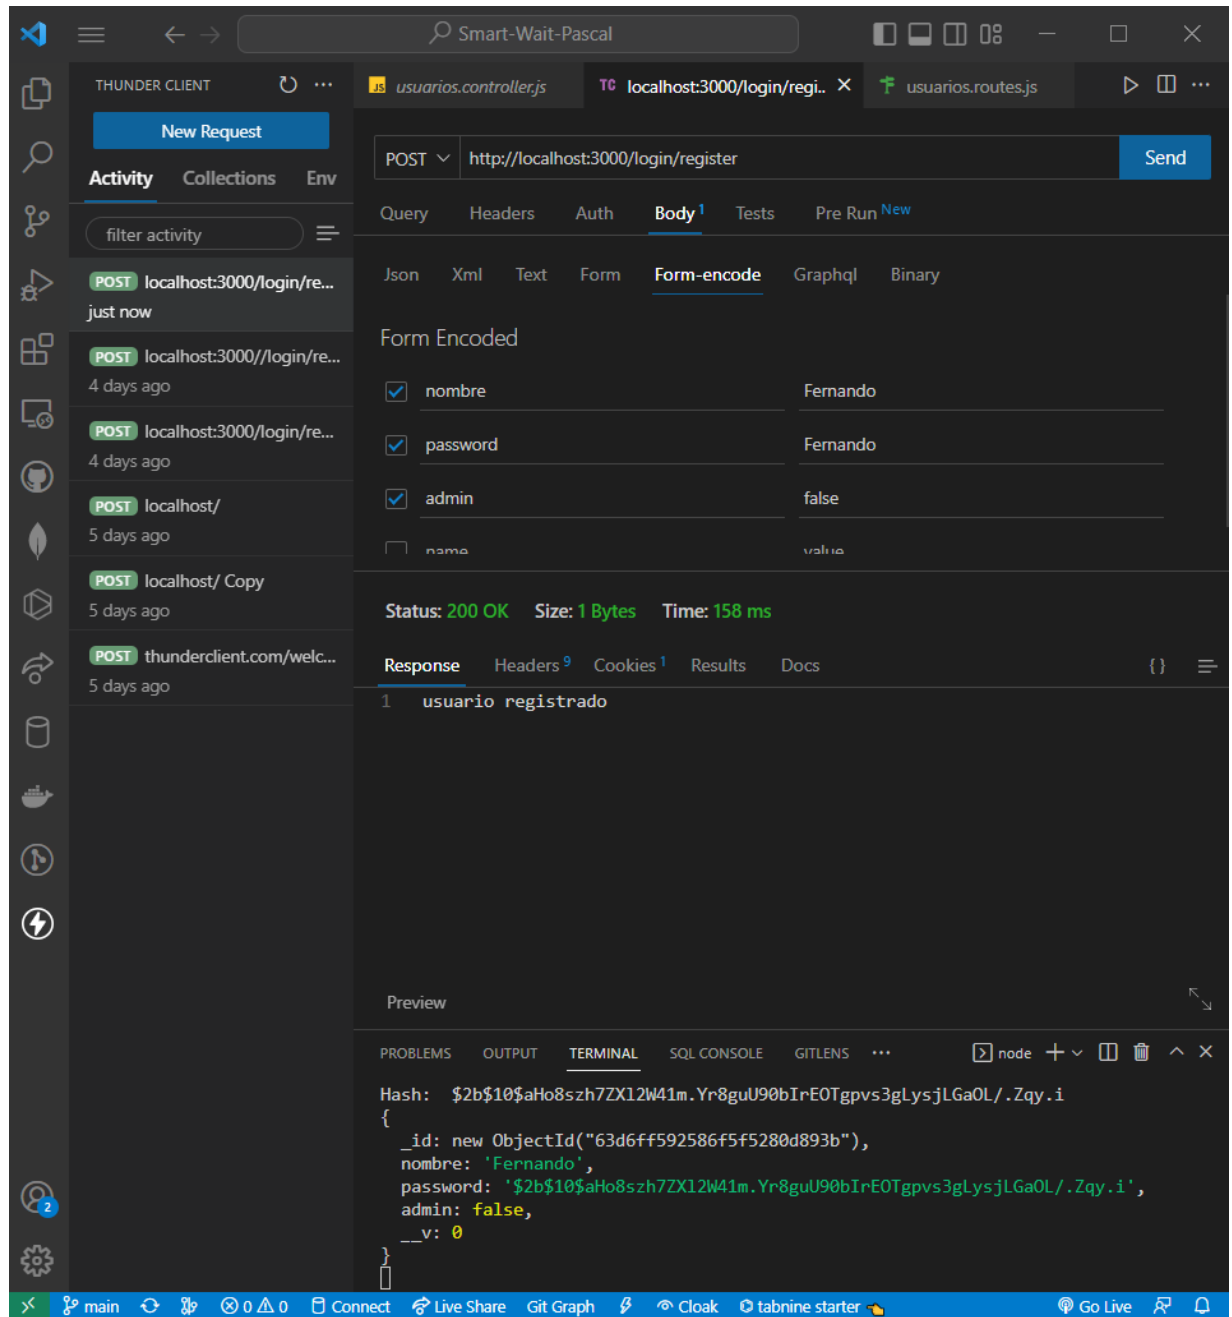 Smart-Wait-Pascal
THUNDER CLIENT
New Request
Activity Collections Env
filter activity
POST localhost:3000/login/re...
just now
POST localhost:3000//login/re...
4 days ago
POST localhost:3000/login/re...
4 days ago
POST localhost/
5 days ago
POST localhost/ Copy
5 days ago
POST thunderclient.com/welc...
5 days ago
JS usuarios.controller.js TC localhost:3000/login/regi.. usuarios.routes.js
POST http://localhost:3000/login/register Send
Query Headers Auth Body 1 Tests Pre Run New
Json Xml Text Form Form-encode Graphql Binary
Form Encoded
nombre Fernando
password Fernando
admin false
name value
Status: 200 OK Size: 1 Bytes Time: 158 ms
Response Headers 9 Cookies 1 Results Docs {}
1 usuario registrado
Preview
PROBLEMS OUTPUT TERMINAL SQL CONSOLE GITLENS ... node
Hash: $2b$10$aHo8szh7ZXl2W41m.Yr8guU90bIrEOTgpvs3gLysjLGaOL/.Zqy.i
{
_id: new ObjectId("63d6ff592586f5f5280d893b"),
nombre: 'Fernando',
password: '$2b$10$aHo8szh7ZXl2W41m.Yr8guU90bIrEOTgpvs3gLysjLGaOL/.Zqy.i',
admin: false,
__v: 0
}
2
main 0 0 Connect Live Share Git Graph Cloak tabnine starter Go Live